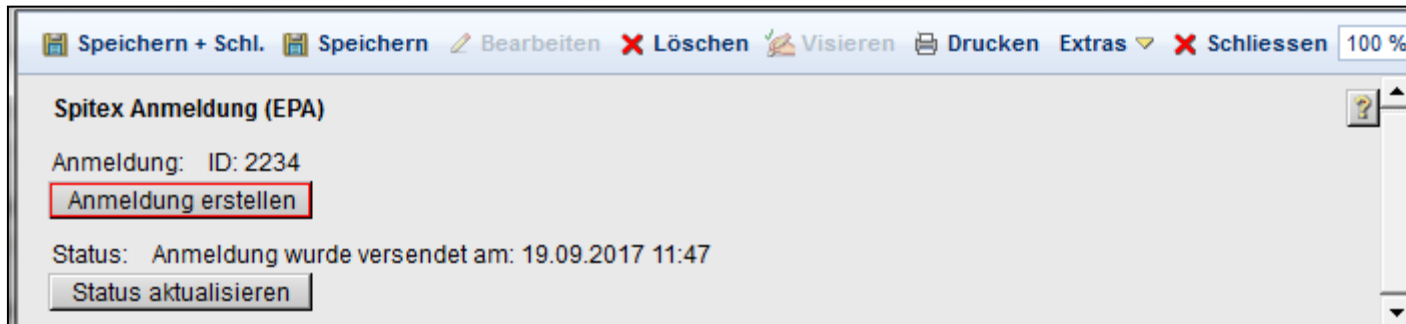 Speichern + Schl. Speichern Bearbeiten Löschen Visieren Drucken Extras Schliessen 100 %
Spitex Anmeldung (EPA)
?
Anmeldung: ID: 2234
Anmeldung erstellen
Status: Anmeldung wurde versendet am: 19.09.2017 11:47
Status aktualisieren